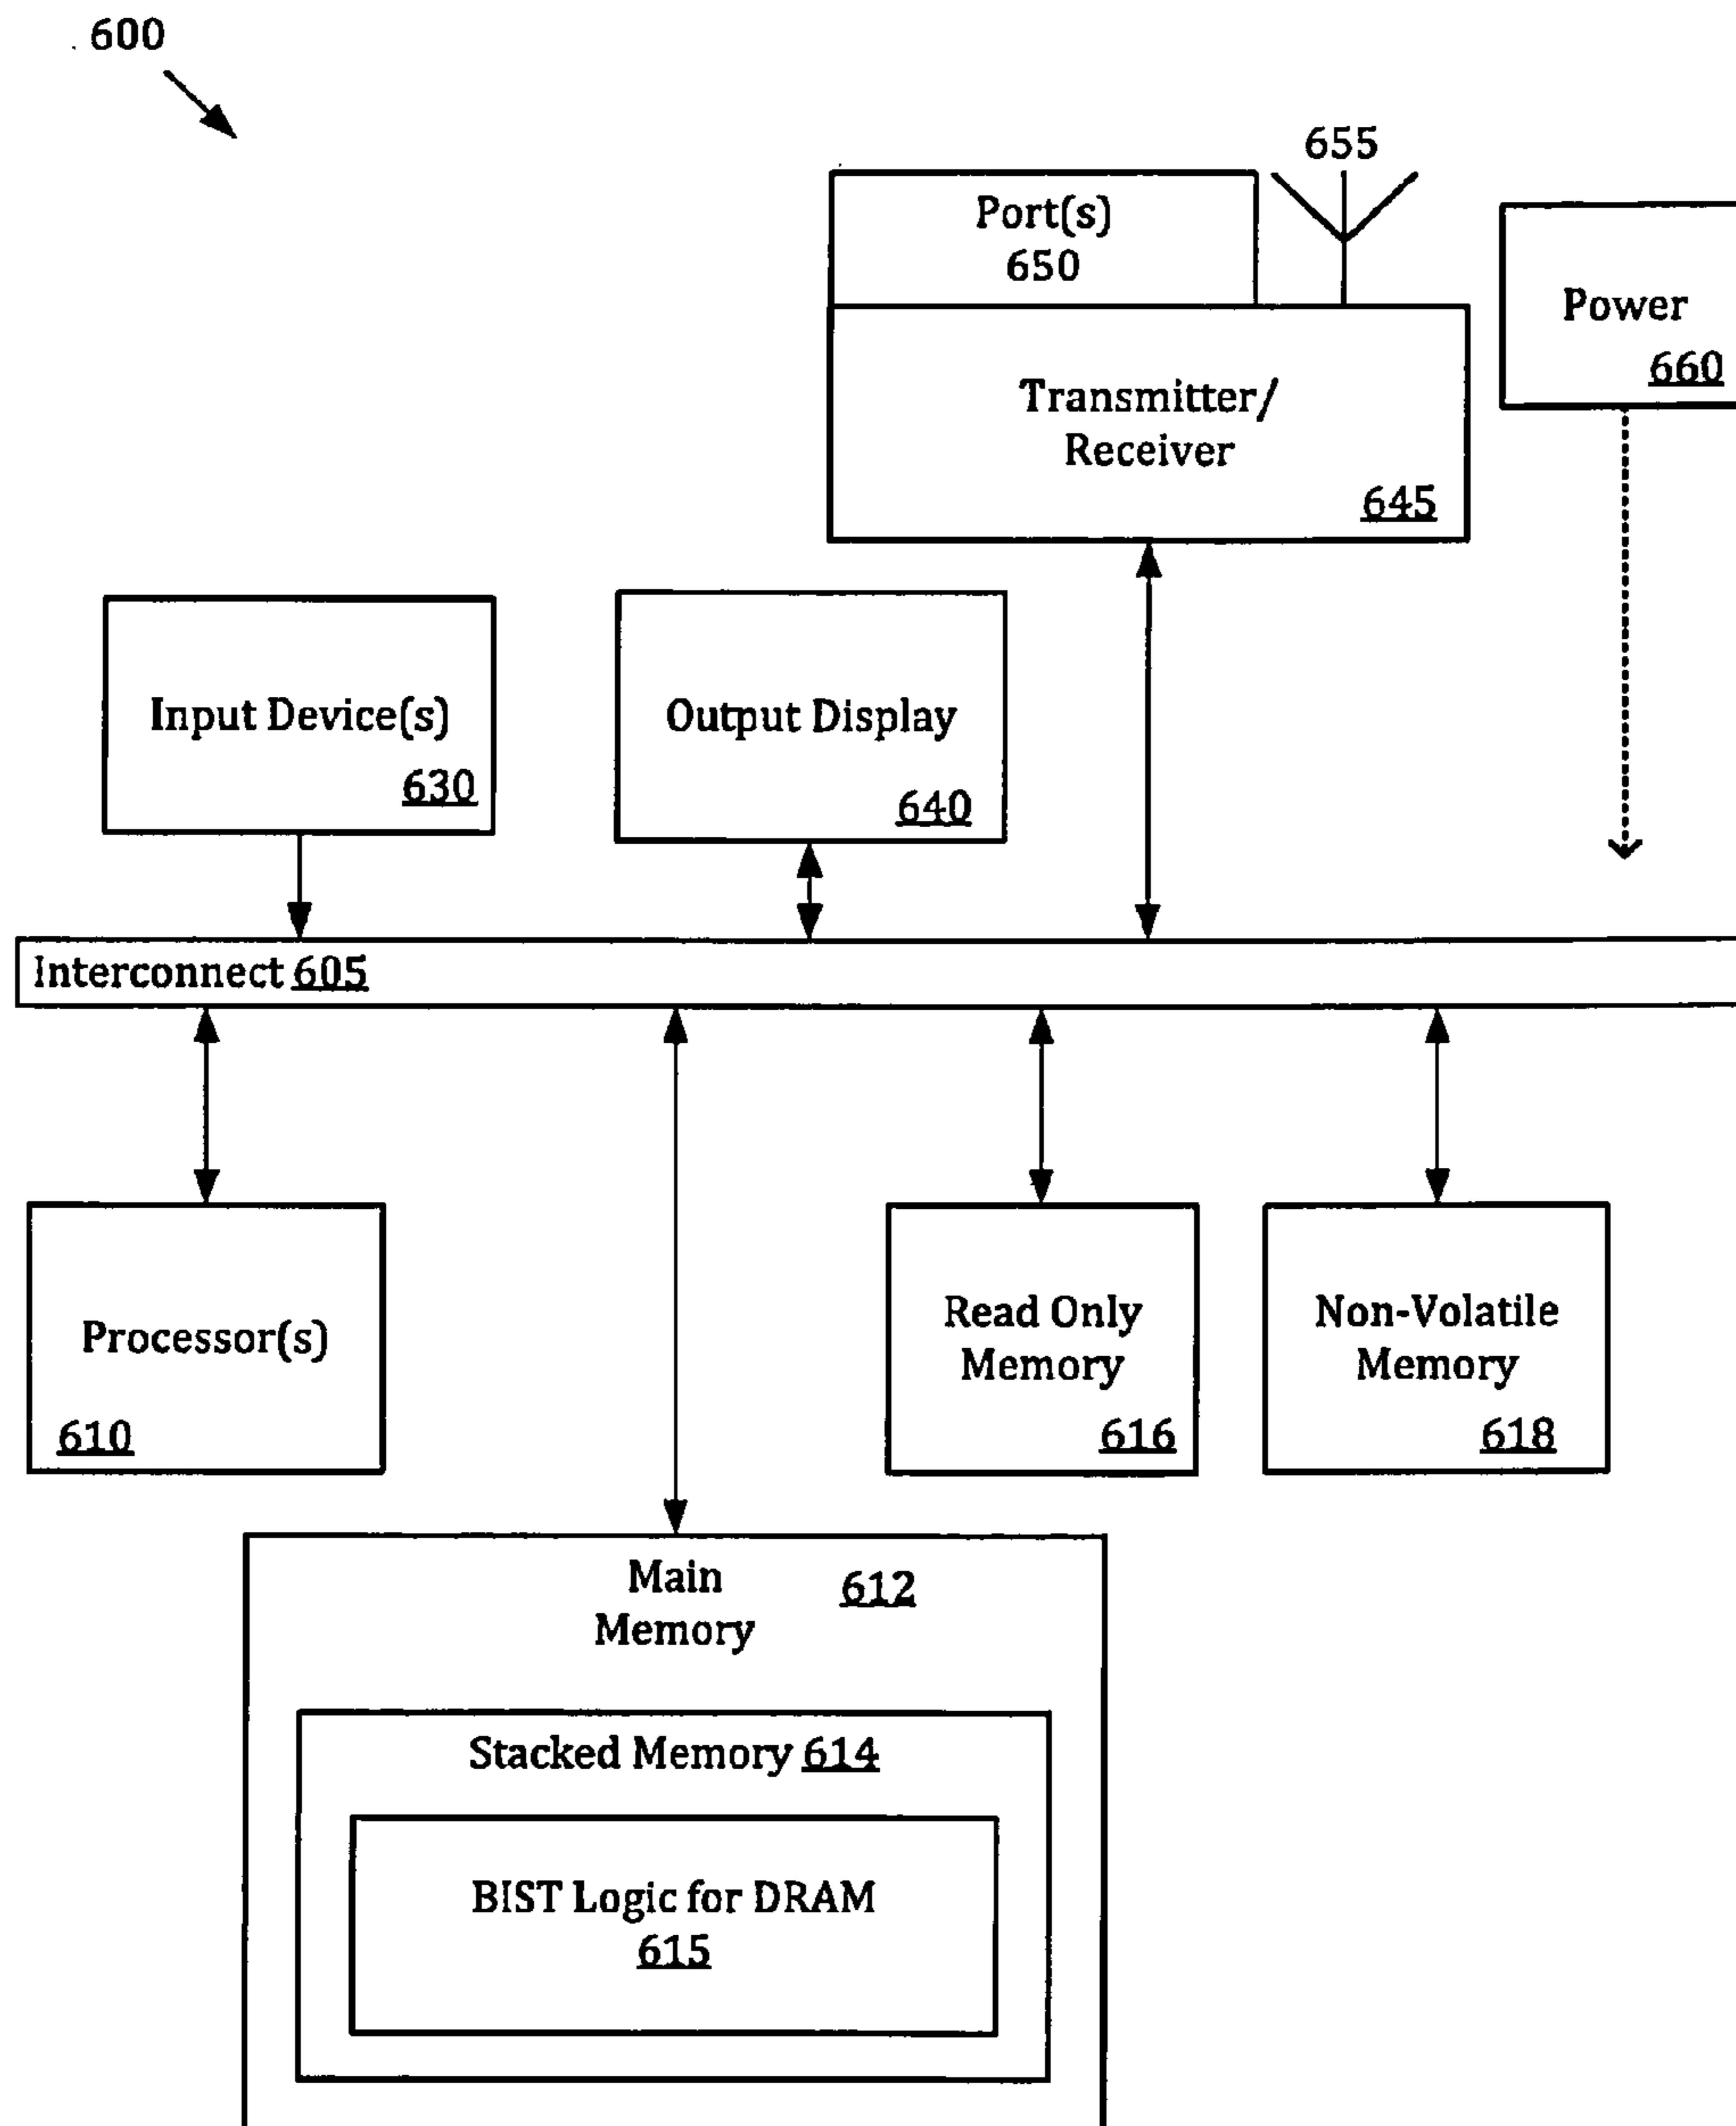 600
655
Port(s)
650
Power
660
Transmitter/
Receiver
645
Input Device(s)
630
Output Display
640
Interconnect 605
Processor(s)
610
Read Only
Memory
616
Non-Volatile
Memory
618
Main
Memory
612
Stacked Memory 614
BIST Logic for DRAM
615